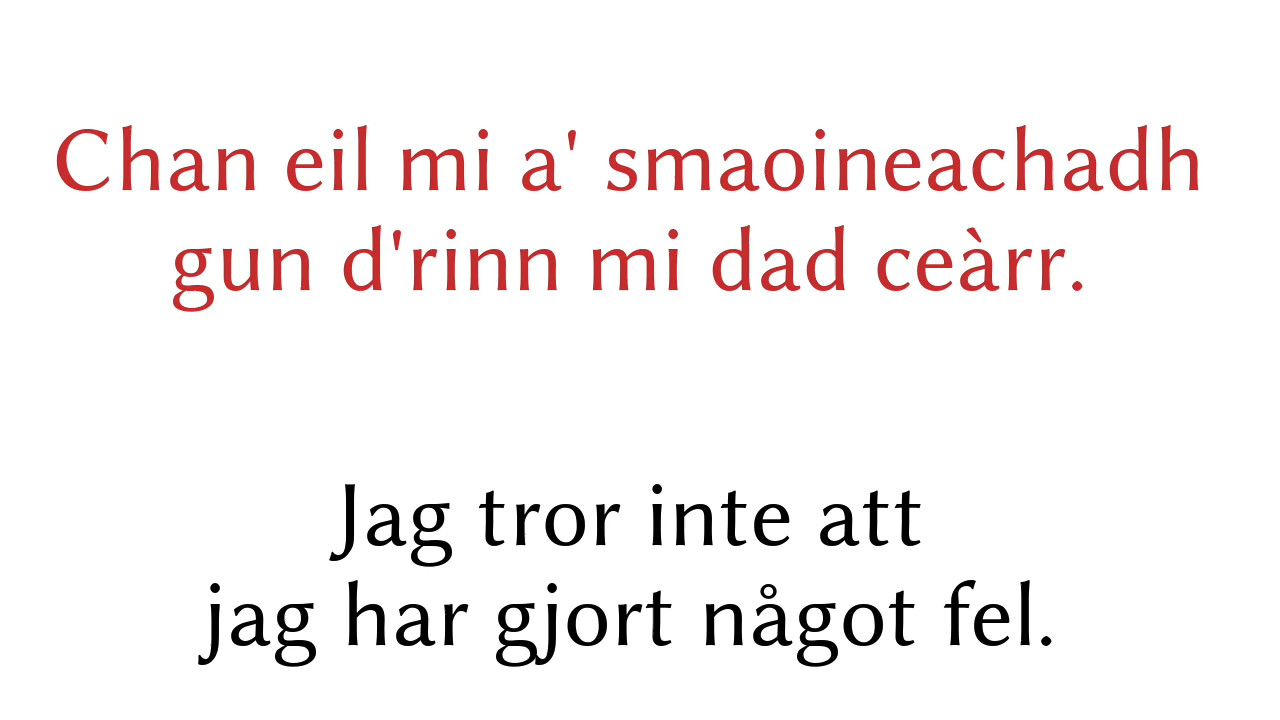 Chan eil mi a' smaoineachadh
gun d'rinn mi dad ceàrr.
Jag tror inte att
jag har gjort något fel.